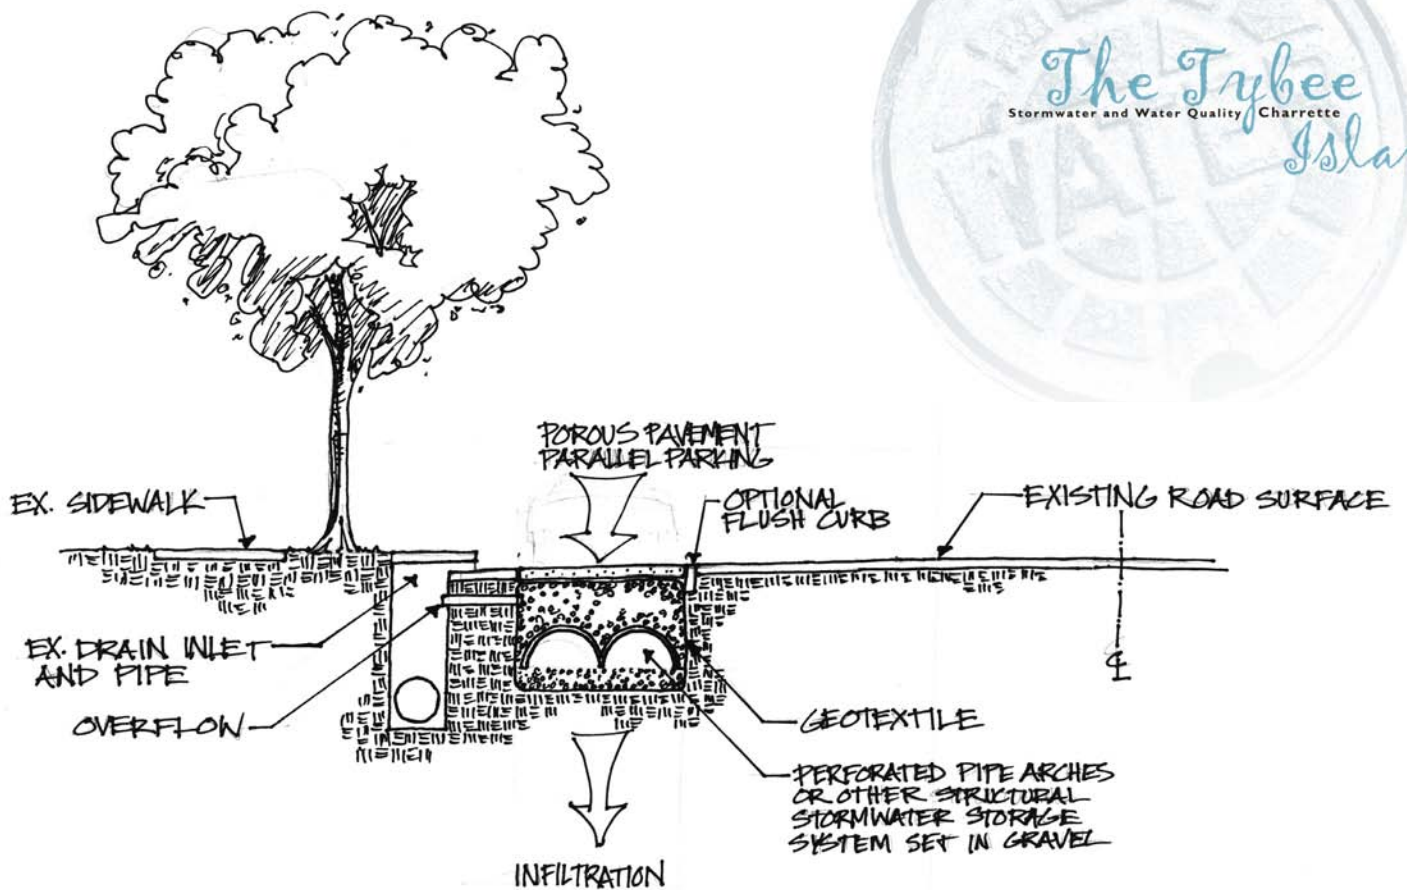 The Tybee
Stormwater and Water Quality Charrette
Isla
WATER
POROUS PAVEMENT
PARALLEL PARKING
EX. SIDEWALK
OPTIONAL
FLUSH CURB
EXISTING ROAD SURFACE
EX. DRAIN INLET
AND PIPE
OVERFLOW
℄
GEOTEXTILE
PERFORATED PIPE ARCHES
OR OTHER STRUCTURAL
STORMWATER STORAGE
SYSTEM SET IN GRAVEL
INFILTRATION